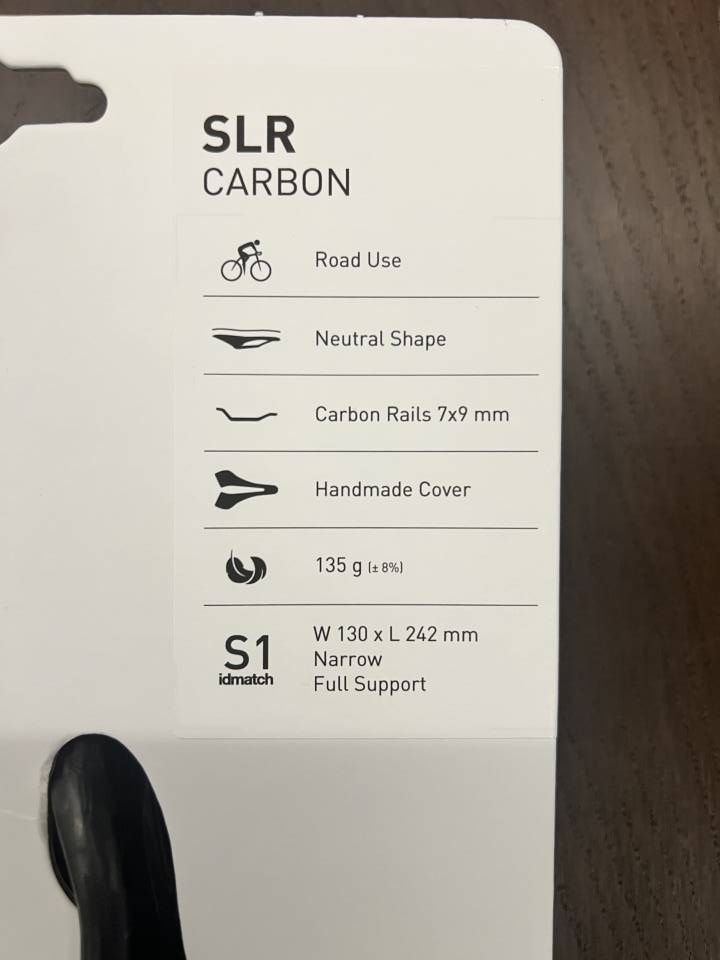 SLR
CARBON
Road Use
Neutral Shape
Carbon Rails 7x9 mm
Handmade Cover
135 g (± 8%)
S1
idmatch
W 130 x L 242 mm
Narrow
Full Support